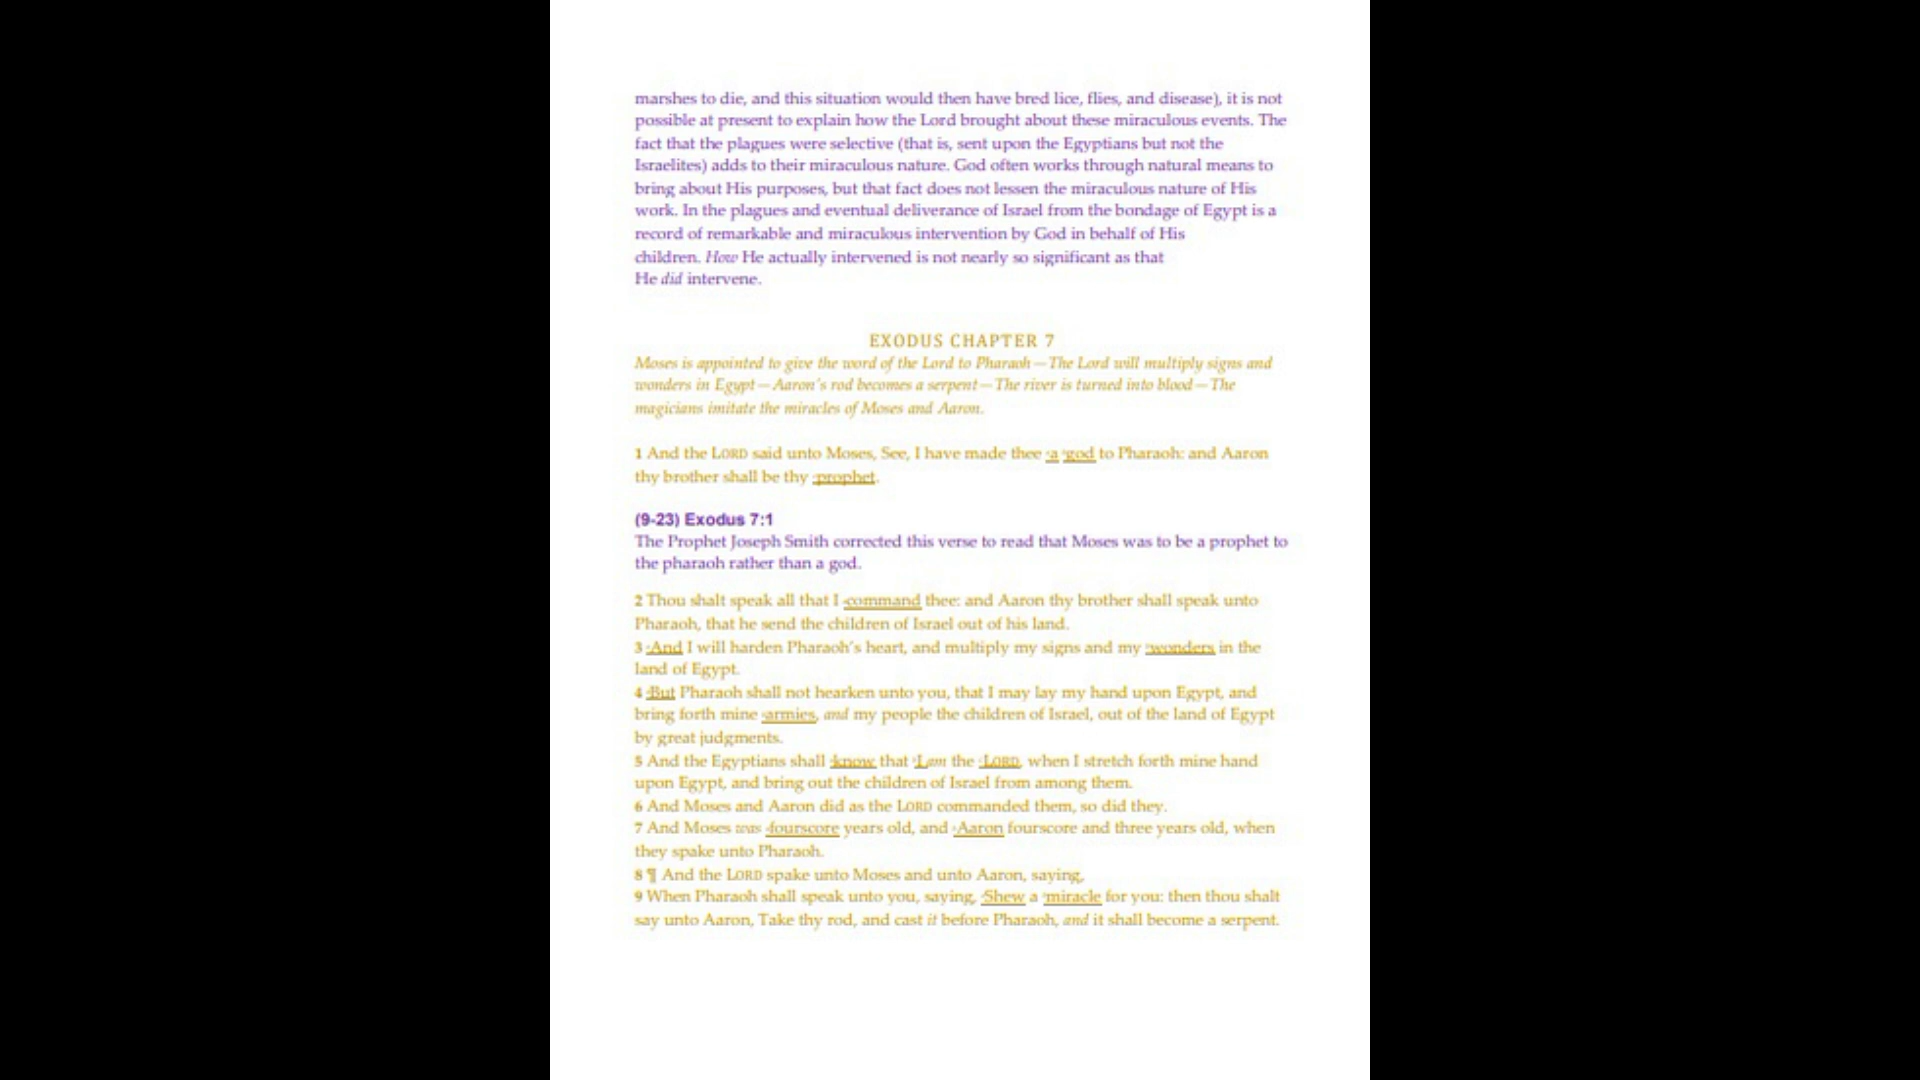 marshes to die, and this situation would then have bred lice, flies, and disease), it is not
possible at present to explain how the Lord brought about these miraculous events. The
fact that the plagues were selective (that is, sent upon the Egyptians but not the
Israelites) adds to their miraculous nature. God often works through natural means to
bring about His purposes, but that fact does not lessen the miraculous nature of His
work. In the plagues and eventual deliverance of Israel from the bondage of Egypt is a
record of remarkable and miraculous intervention by God in behalf of His
children. How He actually intervened is not nearly so significant as that
He did intervene.
EXODUS CHAPTER 7
Moses is appointed to give the word of the Lord to Pharaoh—The Lord will multiply signs and
wonders in Egypt—Aaron's rod becomes a serpent—The river is turned into blood—The
magicians imitate the miracles of Moses and Aaron.
1 And the LORD said unto Moses, See, I have made thee a god to Pharaoh: and Aaron
thy brother shall be thy prophet.
(9-23) Exodus 7:1
The Prophet Joseph Smith corrected this verse to read that Moses was to be a prophet to
the pharaoh rather than a god.
2 Thou shalt speak all that I command thee: and Aaron thy brother shall speak unto
Pharaoh, that he send the children of Israel out of his land.
3 And I will harden Pharaoh's heart, and multiply my signs and my wonders in the
land of Egypt.
4 But Pharaoh shall not hearken unto you, that I may lay my hand upon Egypt, and
bring forth mine armies, and my people the children of Israel, out of the land of Egypt
by great judgments.
5 And the Egyptians shall know that I am the LORD, when I stretch forth mine hand
upon Egypt, and bring out the children of Israel from among them.
6 And Moses and Aaron did as the LORD commanded them, so did they.
7 And Moses was fourscore years old, and Aaron fourscore and three years old, when
they spake unto Pharaoh.
8 ¶ And the LORD spake unto Moses and unto Aaron, saying,
9 When Pharaoh shall speak unto you, saying, Shew a miracle for you: then thou shalt
say unto Aaron, Take thy rod, and cast it before Pharaoh, and it shall become a serpent.